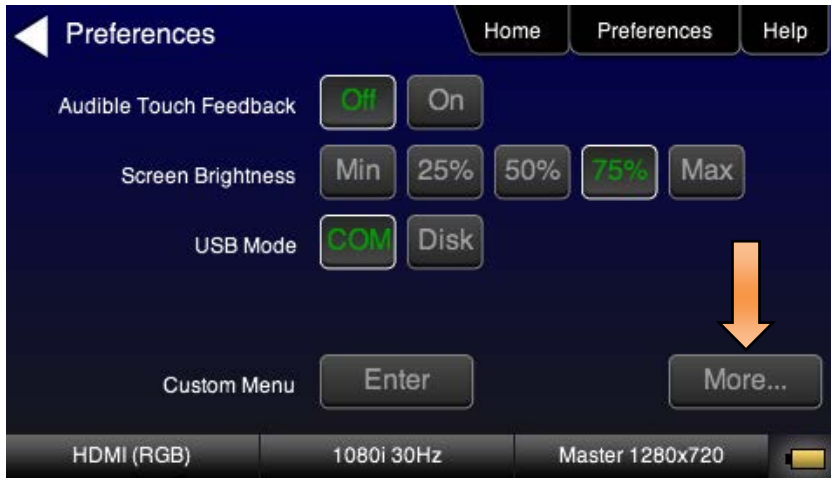 Preferences Home Preferences Help
Audible Touch Feedback Off On
Screen Brightness Min 25% 50% 75% Max
USB Mode COM Disk
Custom Menu Enter More...
HDMI (RGB) 1080i 30Hz Master 1280x720